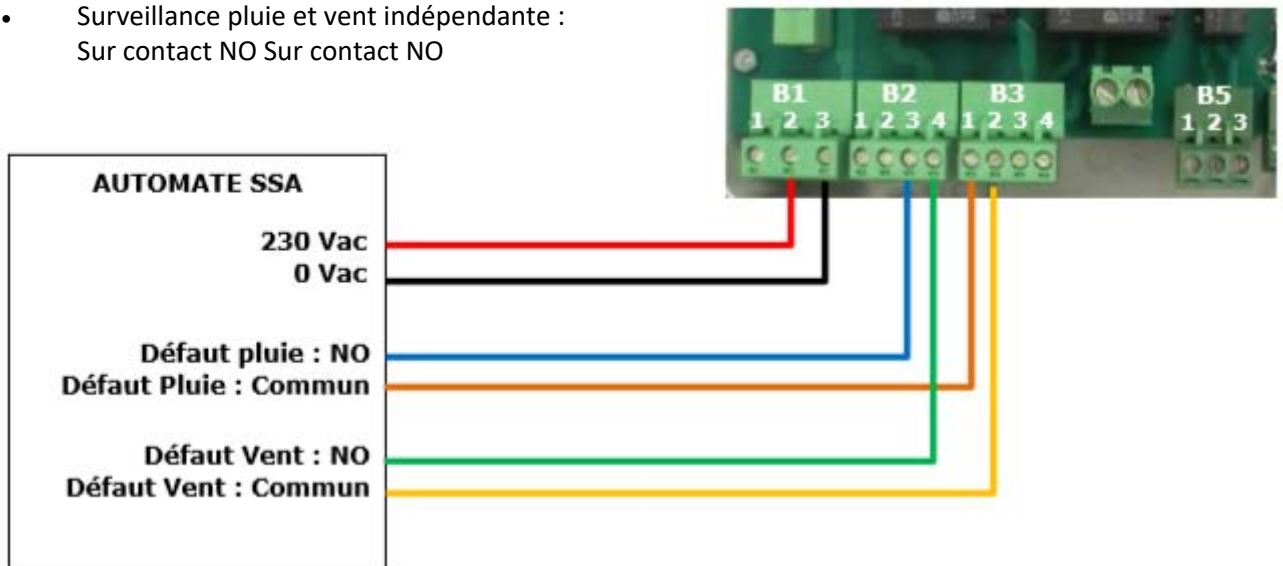 • Surveillance pluie et vent indépendante :
Sur contact NO Sur contact NO
B1 B2 B3 B5
1 2 3 1 2 3 4 1 2 3 4 1 2 3
AUTOMATE SSA
230 Vac
0 Vac
Défaut pluie : NO
Défaut Pluie : Commun
Défaut Vent : NO
Défaut Vent : Commun